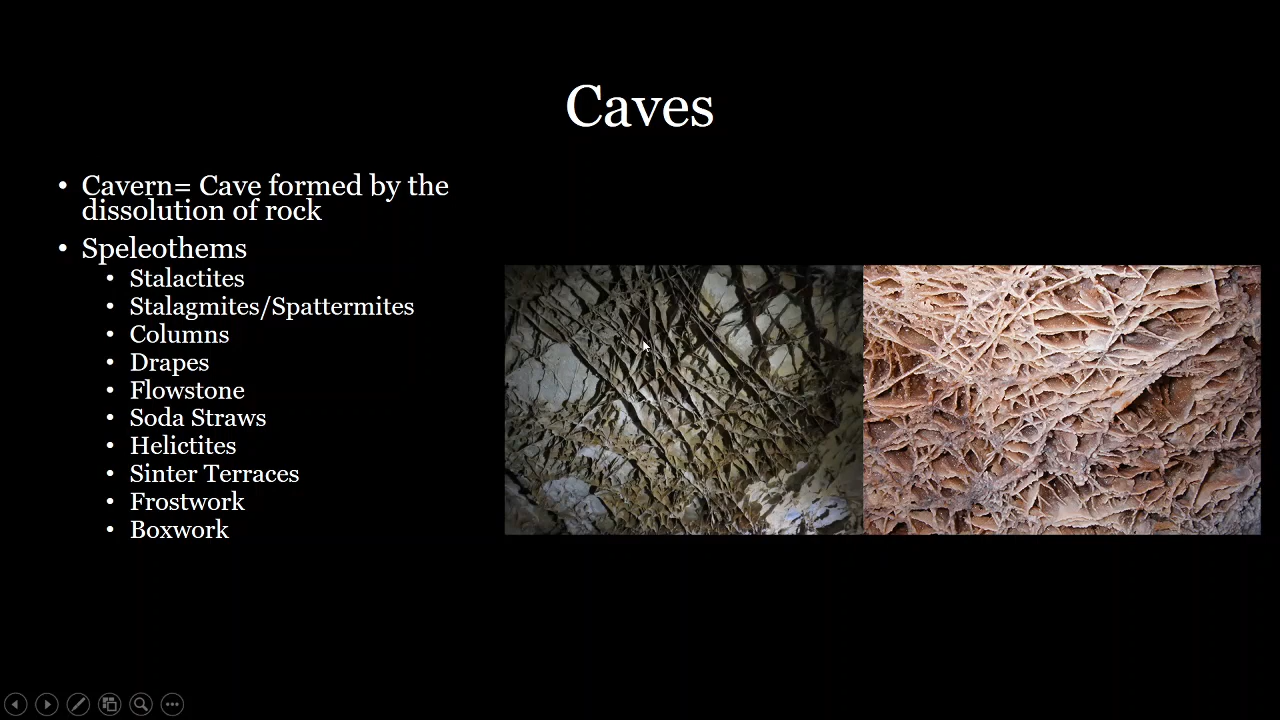 Caves
• Cavern= Cave formed by the
dissolution of rock
• Speleothems
• Stalactites
• Stalagmites/Spattermites
• Columns
• Drapes
• Flowstone
• Soda Straws
• Helictites
• Sinter Terraces
• Frostwork
• Boxwork